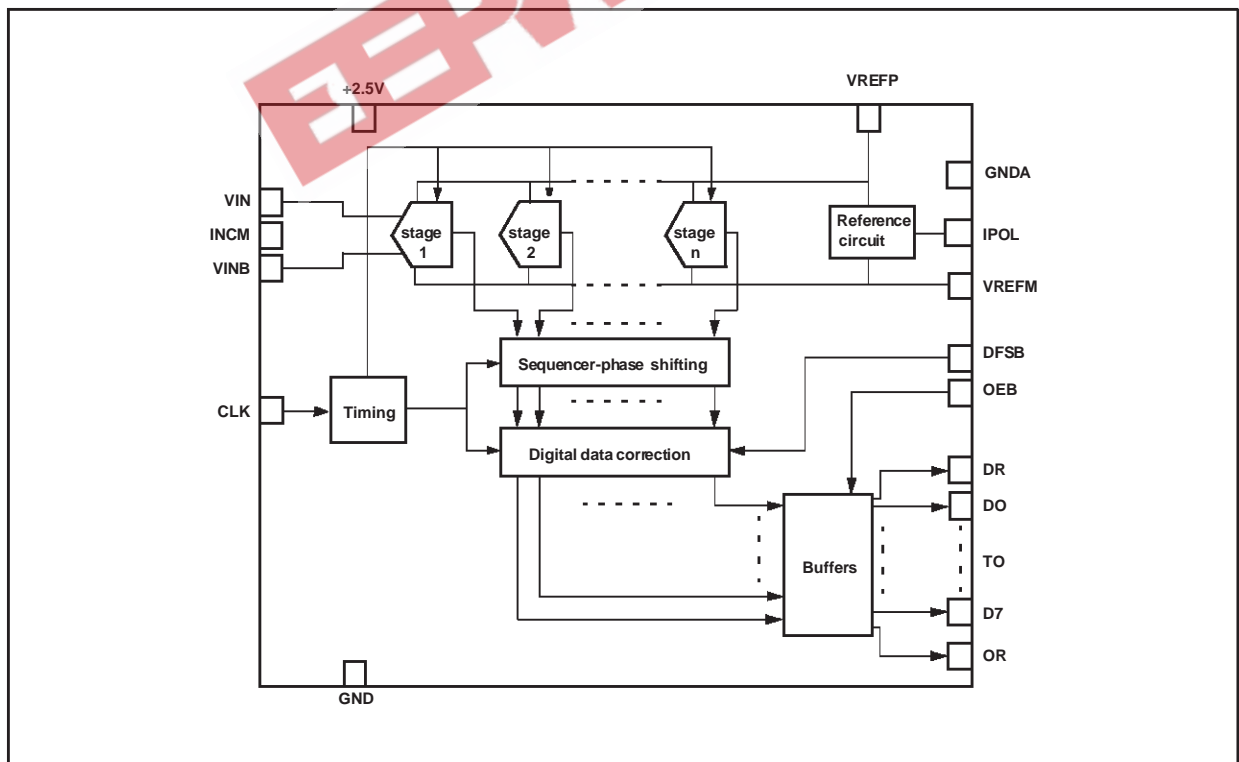 EEPW
+2.5V
VREFP
GNDA
VIN
INCM
VINB
stage
1
stage
2
stage
n
Reference
circuit
IPOL
VREFM
Sequencer-phase shifting
DFSB
OEB
CLK
Timing
Digital data correction
DR
DO
TO
Buffers
D7
OR
GND